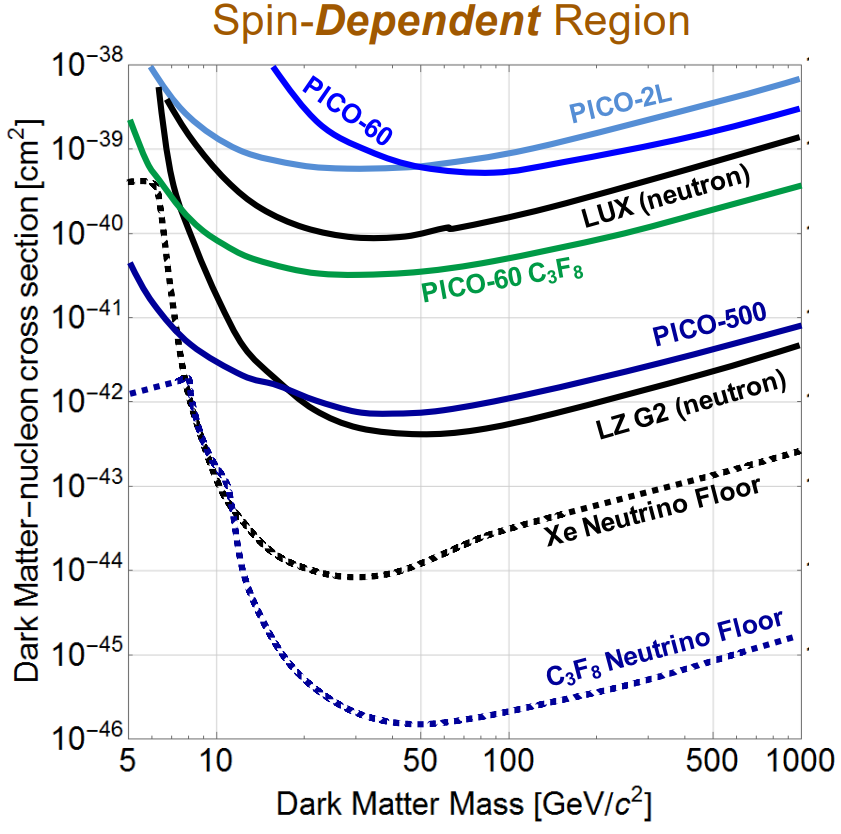 Spin-Dependent Region
10⁻³⁸
10⁻³⁹
10⁻⁴⁰
10⁻⁴¹
10⁻⁴²
10⁻⁴³
10⁻⁴⁴
10⁻⁴⁵
10⁻⁴⁶
Dark Matter–nucleon cross section [cm²]
PICO-60
PICO-2L
LUX (neutron)
PICO-60 C₃F₈
PICO-500
LZ G2 (neutron)
Xe Neutrino Floor
C₃F₈ Neutrino Floor
5 10 50 100 500 1000
Dark Matter Mass [GeV/c²]